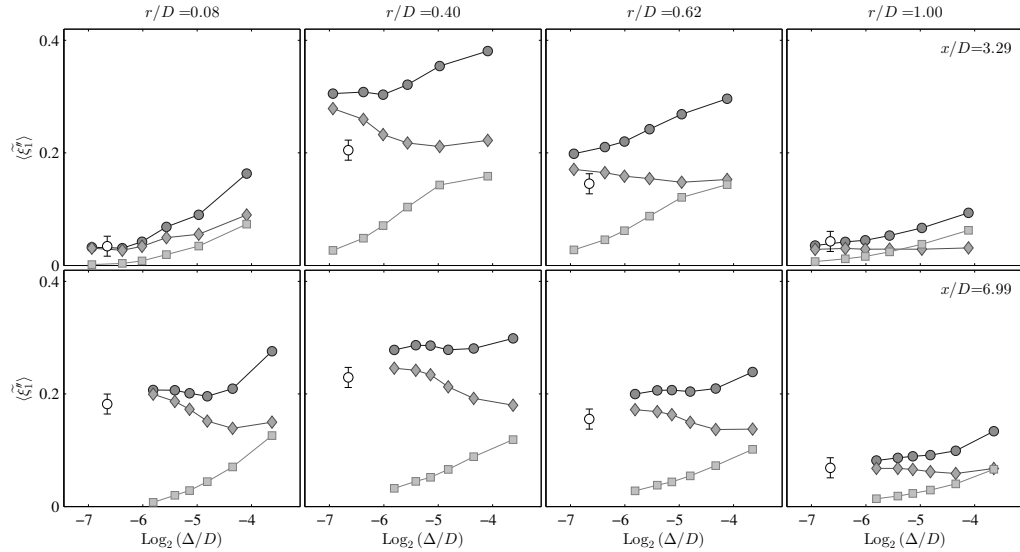 r/D=0.08 r/D=0.40 r/D=0.62 r/D=1.00
0.4
x/D=3.29
⟨ξ̃″₁⟩
0.2
0
0.4
x/D=6.99
⟨ξ̃″₁⟩
0.2
0
−7 −6 −5 −4 −7 −6 −5 −4 −7 −6 −5 −4 −7 −6 −5 −4
Log₂ (Δ/D) Log₂ (Δ/D) Log₂ (Δ/D) Log₂ (Δ/D)